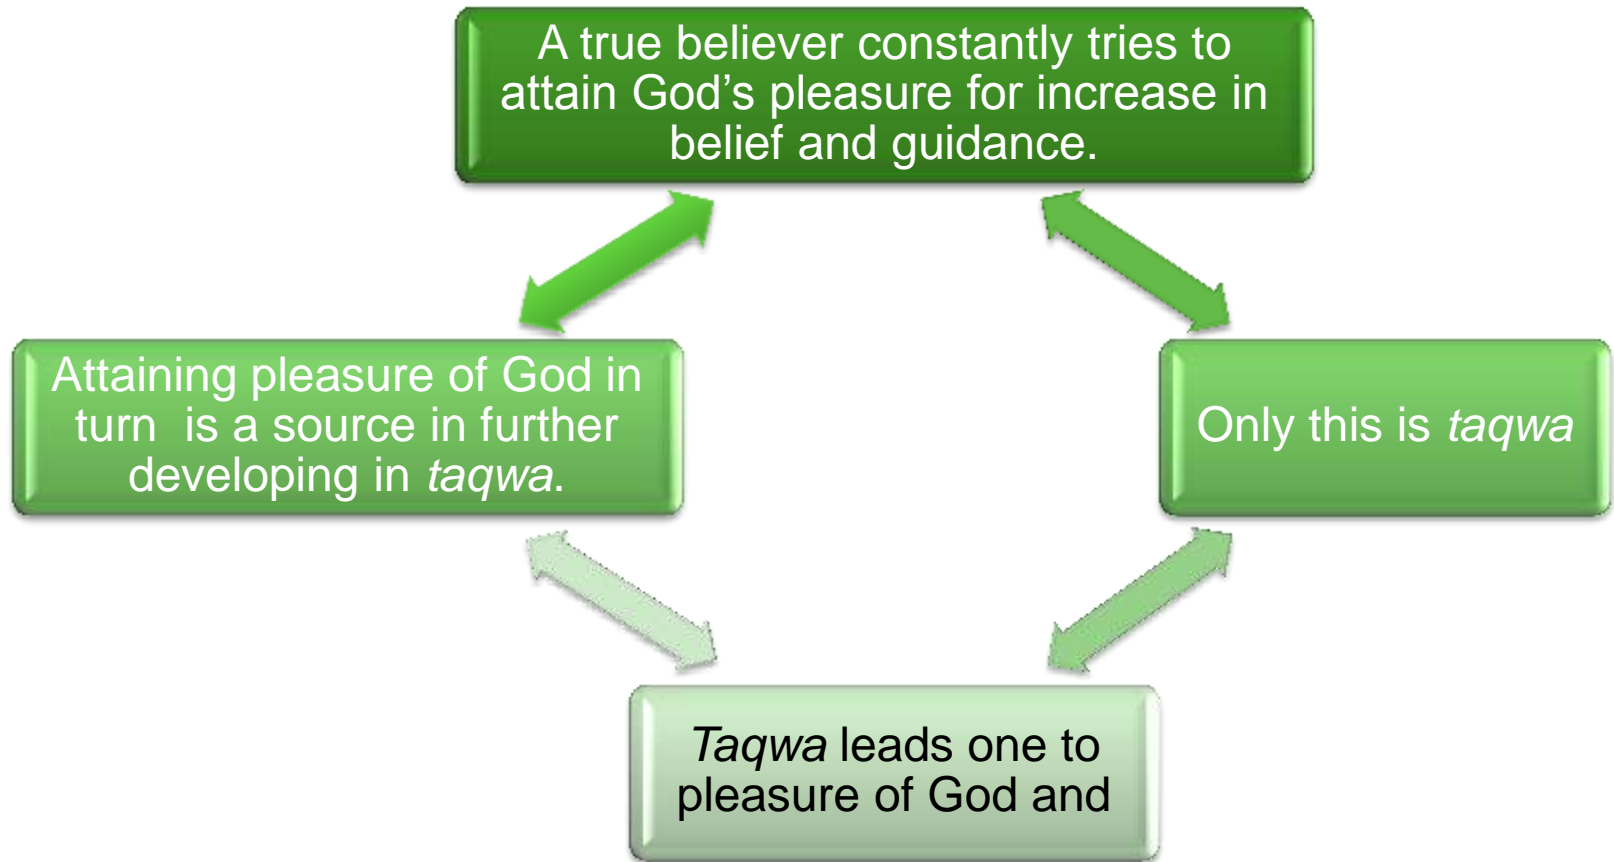 A true believer constantly tries to
attain God’s pleasure for increase in
belief and guidance.
Only this is taqwa
Taqwa leads one to
pleasure of God and
Attaining pleasure of God in
turn  is a source in further
developing in taqwa.